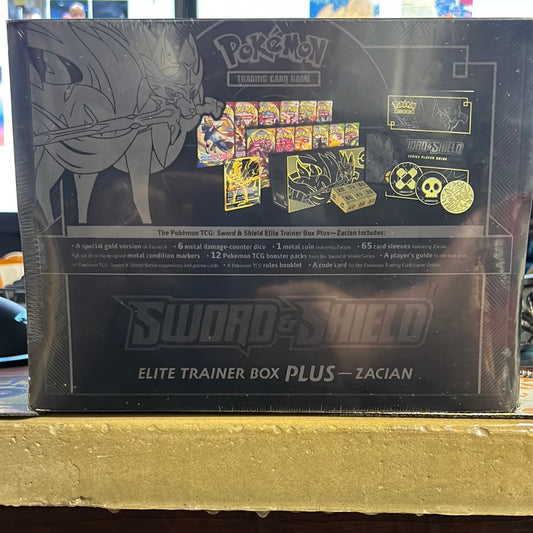 POKéMON
TRADING CARD GAME
SWORD & SHIELD
SERIES PLAYER GUIDE
The Pokémon TCG: Sword & Shield Elite Trainer Box Plus—Zacian includes:
• A special gold version of Zacian V • 6 metal damage-counter dice • 1 metal coin featuring Zacian • 65 card sleeves featuring Zacian
metal condition markers • 12 Pokémon TCG booster packs from the Sword & Shield Series • A player's guide to the first year
of Pokémon TCG: Sword & Shield Series expansions and promo cards • A Pokémon TCG rules booklet • A code card for the Pokémon Trading Card Game Online
SWORD & SHIELD
ELITE TRAINER BOX PLUS — ZACIAN